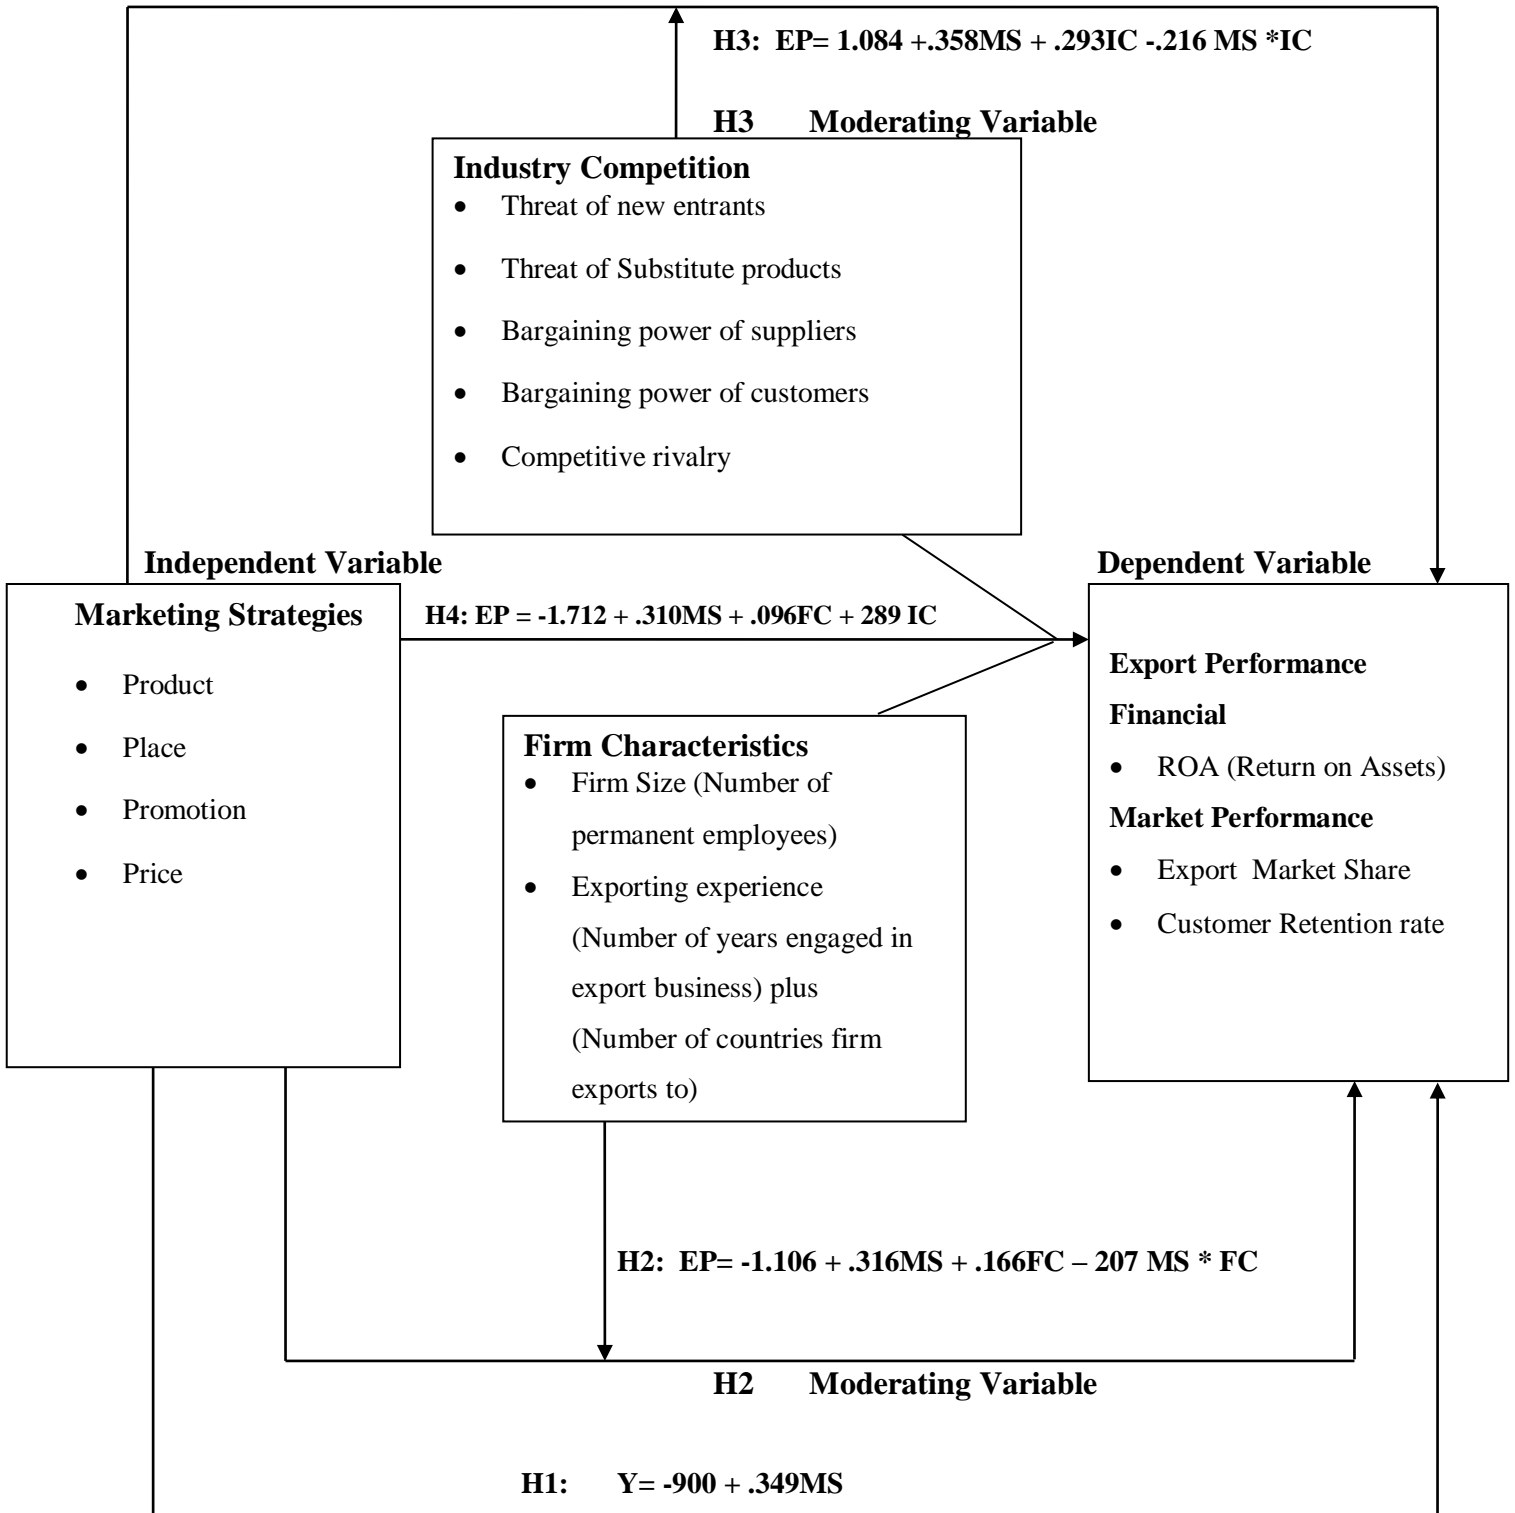 H3: EP= 1.084 +.358MS + .293IC -.216 MS *IC
H3 Moderating Variable
Industry Competition
• Threat of new entrants
• Threat of Substitute products
• Bargaining power of suppliers
• Bargaining power of customers
• Competitive rivalry
Independent Variable
Dependent Variable
Marketing Strategies
• Product
• Place
• Promotion
• Price
H4: EP = -1.712 + .310MS + .096FC + 289 IC
Firm Characteristics
• Firm Size (Number of
permanent employees)
• Exporting experience
(Number of years engaged in
export business) plus
(Number of countries firm
exports to)
Export Performance
Financial
• ROA (Return on Assets)
Market Performance
• Export Market Share
• Customer Retention rate
H2: EP= -1.106 + .316MS + .166FC – 207 MS * FC
H2 Moderating Variable
H1: Y= -900 + .349MS